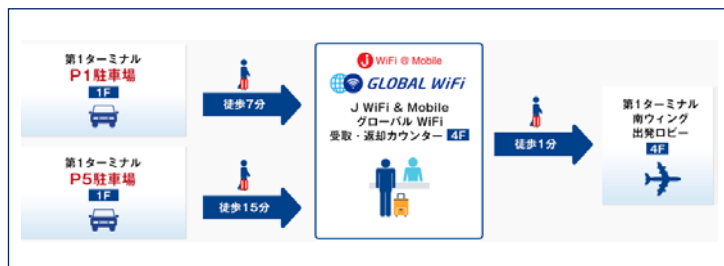 第1ターミナル
P1駐車場
1F
徒歩7分
第1ターミナル
P5駐車場
1F
徒歩15分
J WiFi @ Mobile
GLOBAL WiFi
J WiFi & Mobile
グローバル WiFi
受取・返却カウンター 4F
徒歩1分
第1ターミナル
南ウィング
出発ロビー
4F